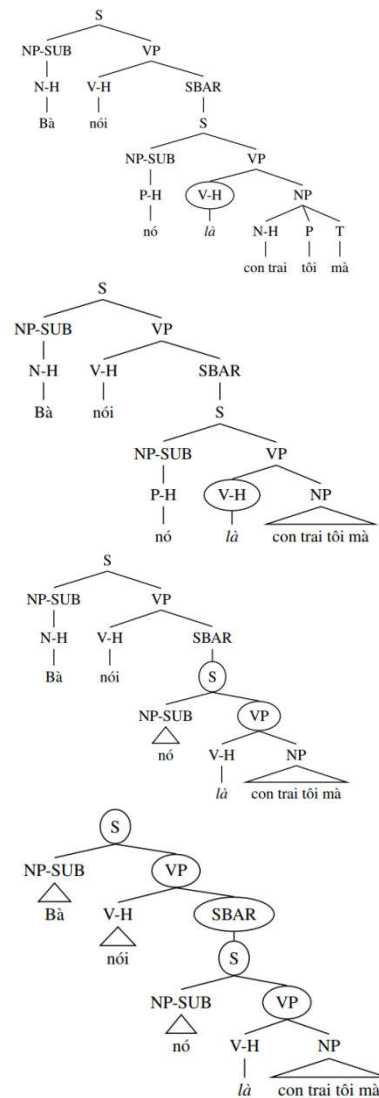 S
NP-SUB VP
N-H V-H SBAR
Bà nói S
NP-SUB VP
P-H V-H NP
nó là N-H P T
con trai tôi mà
S
NP-SUB VP
N-H V-H SBAR
Bà nói S
NP-SUB VP
P-H V-H NP
nó là con trai tôi mà
S
NP-SUB VP
N-H V-H SBAR
Bà nói S
NP-SUB VP
nó V-H NP
là con trai tôi mà
S
NP-SUB VP
Bà V-H SBAR
nói S
NP-SUB VP
nó V-H NP
là con trai tôi mà